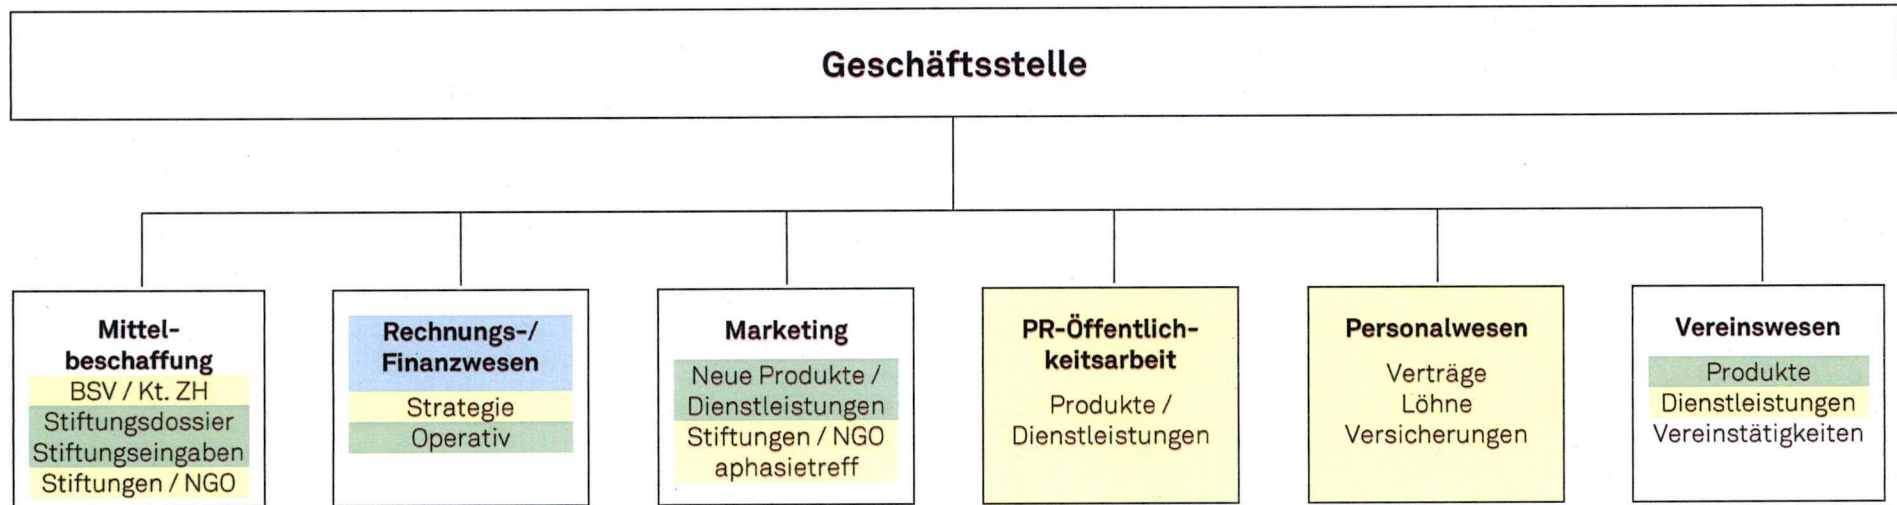 Geschäftsstelle
Mittel-
beschaffung
BSV / Kt. ZH
Stiftungsdossier
Stiftungseingaben
Stiftungen / NGO
Rechnungs-/
Finanzwesen
Strategie
Operativ
Marketing
Neue Produkte /
Dienstleistungen
Stiftungen / NGO
aphasietreff
PR-Öffentlich-
keitsarbeit
Produkte /
Dienstleistungen
Personalwesen
Verträge
Löhne
Versicherungen
Vereinswesen
Produkte
Dienstleistungen
Vereinstätigkeiten